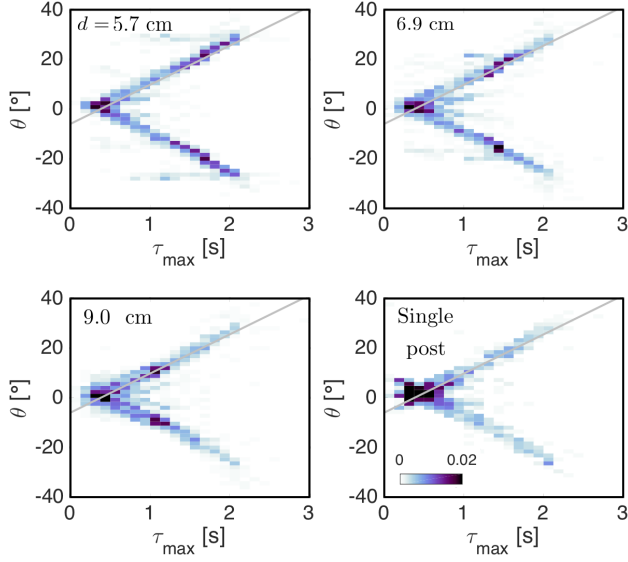 d = 5.7 cm
40
20
0
-20
-40
θ [°]
0 1 2 3
τmax [s]
6.9 cm
40
20
0
-20
-40
θ [°]
0 1 2 3
τmax [s]
9.0 cm
40
20
0
-20
-40
θ [°]
0 1 2 3
τmax [s]
Single
post
40
20
0
-20
-40
θ [°]
0 0.02
0 1 2 3
τmax [s]